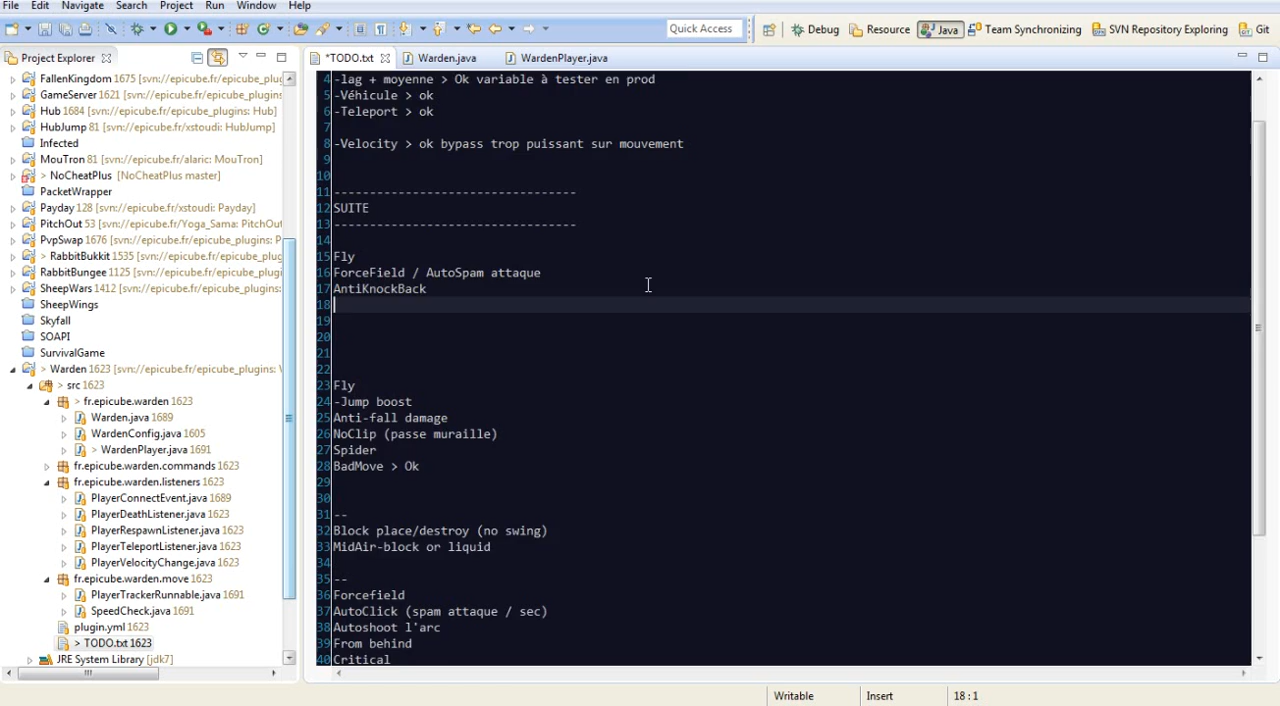 File Edit Navigate Search Project Run Window Help
Quick Access Debug Resource Java Team Synchronizing SVN Repository Exploring Git
Project Explorer
*TODO.txt Warden.java WardenPlayer.java
FallenKingdom 1675 [svn://epicube.fr/epicube_plug
GameServer 1621 [svn://epicube.fr/epicube_plugins:
Hub 1684 [svn://epicube.fr/epicube_plugins: Hub]
HubJump 81 [svn://epicube.fr/xstoudi: HubJump]
Infected
MouTron 81 [svn://epicube.fr/alaric: MouTron]
> NoCheatPlus [NoCheatPlus master]
PacketWrapper
Payday 128 [svn://epicube.fr/xstoudi: Payday]
PitchOut 53 [svn://epicube.fr/Yoga_Sama: PitchOut
PvpSwap 1676 [svn://epicube.fr/epicube_plugins: P
> RabbitBukkit 1535 [svn://epicube.fr/epicube_plug
RabbitBungee 1125 [svn://epicube.fr/epicube_plugins
SheepWars 1412 [svn://epicube.fr/epicube_plugins:
SheepWings
Skyfall
SOAPI
SurvivalGame
> Warden 1623 [svn://epicube.fr/epicube_plugins: \
> src 1623
> fr.epicube.warden 1623
Warden.java 1689
WardenConfig.java 1605
> WardenPlayer.java 1691
fr.epicube.warden.commands 1623
fr.epicube.warden.listeners 1623
PlayerConnectEvent.java 1689
PlayerDeathListener.java 1623
PlayerRespawnListener.java 1623
PlayerTeleportListener.java 1623
PlayerVelocityChange.java 1623
fr.epicube.warden.move 1623
PlayerTrackerRunnable.java 1691
SpeedCheck.java 1691
plugin.yml 1623
> TODO.txt 1623
JRE System Library [jdk7]
4 -lag + moyenne > Ok variable à tester en prod
5 -Véhicule > ok
6 -Teleport > ok
7
8 -Velocity > ok bypass trop puissant sur mouvement
9
10
11 ----------------------------------
12 SUITE
13 ----------------------------------
14
15 Fly
16 ForceField / AutoSpam attaque
17 AntiKnockBack
18
19
20
21
22
23 Fly
24 -Jump boost
25 Anti-fall damage
26 NoClip (passe muraille)
27 Spider
28 BadMove > Ok
29
30
31 --
32 Block place/destroy (no swing)
33 MidAir-block or liquid
34
35 --
36 Forcefield
37 AutoClick (spam attaque / sec)
38 Autoshoot l'arc
39 From behind
40 Critical
Writable Insert 18 : 1